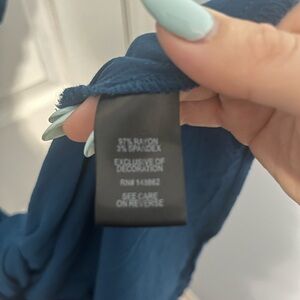 97% RAYON
3% SPANDEX
EXCLUSIVE OF
DECORATION
RN# 143862
SEE CARE
ON REVERSE